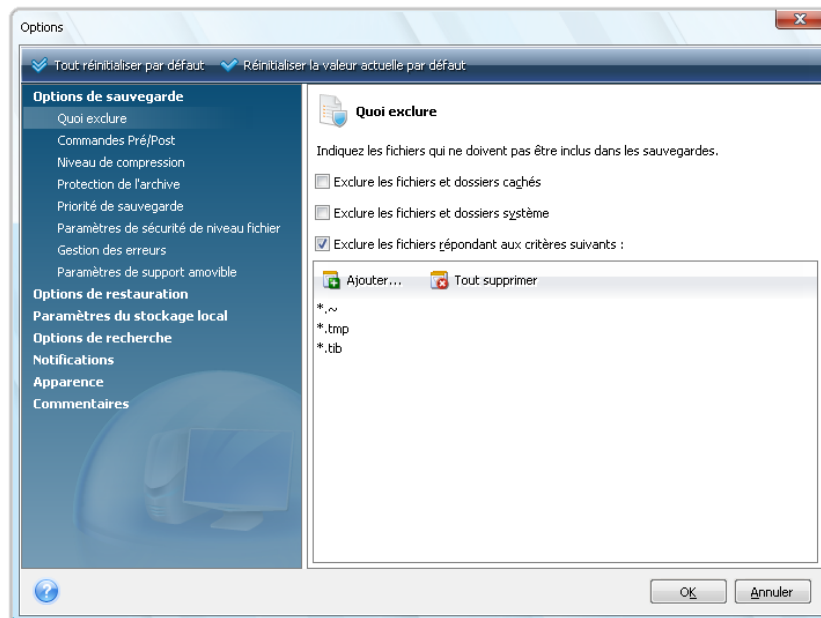 Options
Tout réinitialiser par défaut Réinitialiser la valeur actuelle par défaut
Options de sauvegarde
Quoi exclure
Commandes Pré/Post
Niveau de compression
Protection de l'archive
Priorité de sauvegarde
Paramètres de sécurité de niveau fichier
Gestion des erreurs
Paramètres de support amovible
Options de restauration
Paramètres du stockage local
Options de recherche
Notifications
Apparence
Commentaires
Quoi exclure
Indiquez les fichiers qui ne doivent pas être inclus dans les sauvegardes.
Exclure les fichiers et dossiers cachés
Exclure les fichiers et dossiers système
Exclure les fichiers répondant aux critères suivants :
Ajouter... Tout supprimer
*.~
*.tmp
*.tib
OK Annuler